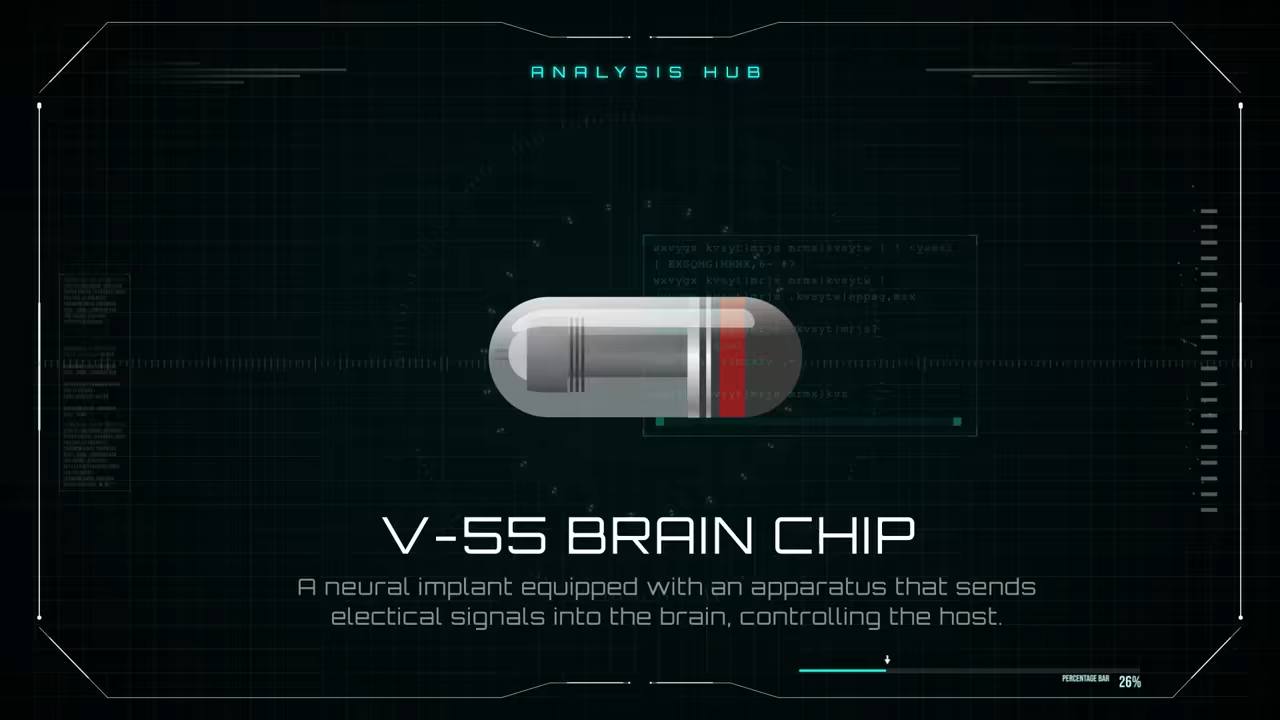 ANALYSIS HUB
V-55 BRAIN CHIP
A neural implant equipped with an apparatus that sends
electical signals into the brain, controlling the host.
PERCENTAGE BAR 26%